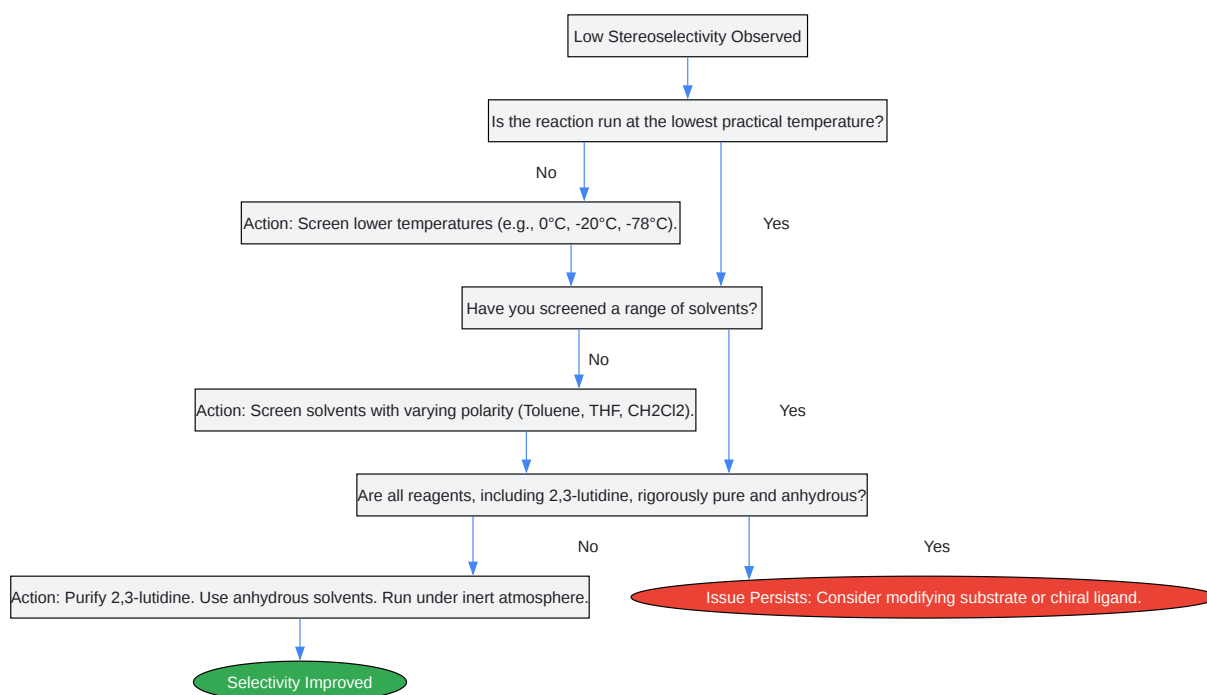 Low Stereoselectivity Observed
Is the reaction run at the lowest practical temperature?
No
Action: Screen lower temperatures (e.g., 0°C, -20°C, -78°C).
Yes
Have you screened a range of solvents?
No
Action: Screen solvents with varying polarity (Toluene, THF, CH2Cl2).
Yes
Are all reagents, including 2,3-lutidine, rigorously pure and anhydrous?
No
Yes
Action: Purify 2,3-lutidine. Use anhydrous solvents. Run under inert atmosphere.
Issue Persists: Consider modifying substrate or chiral ligand.
Selectivity Improved